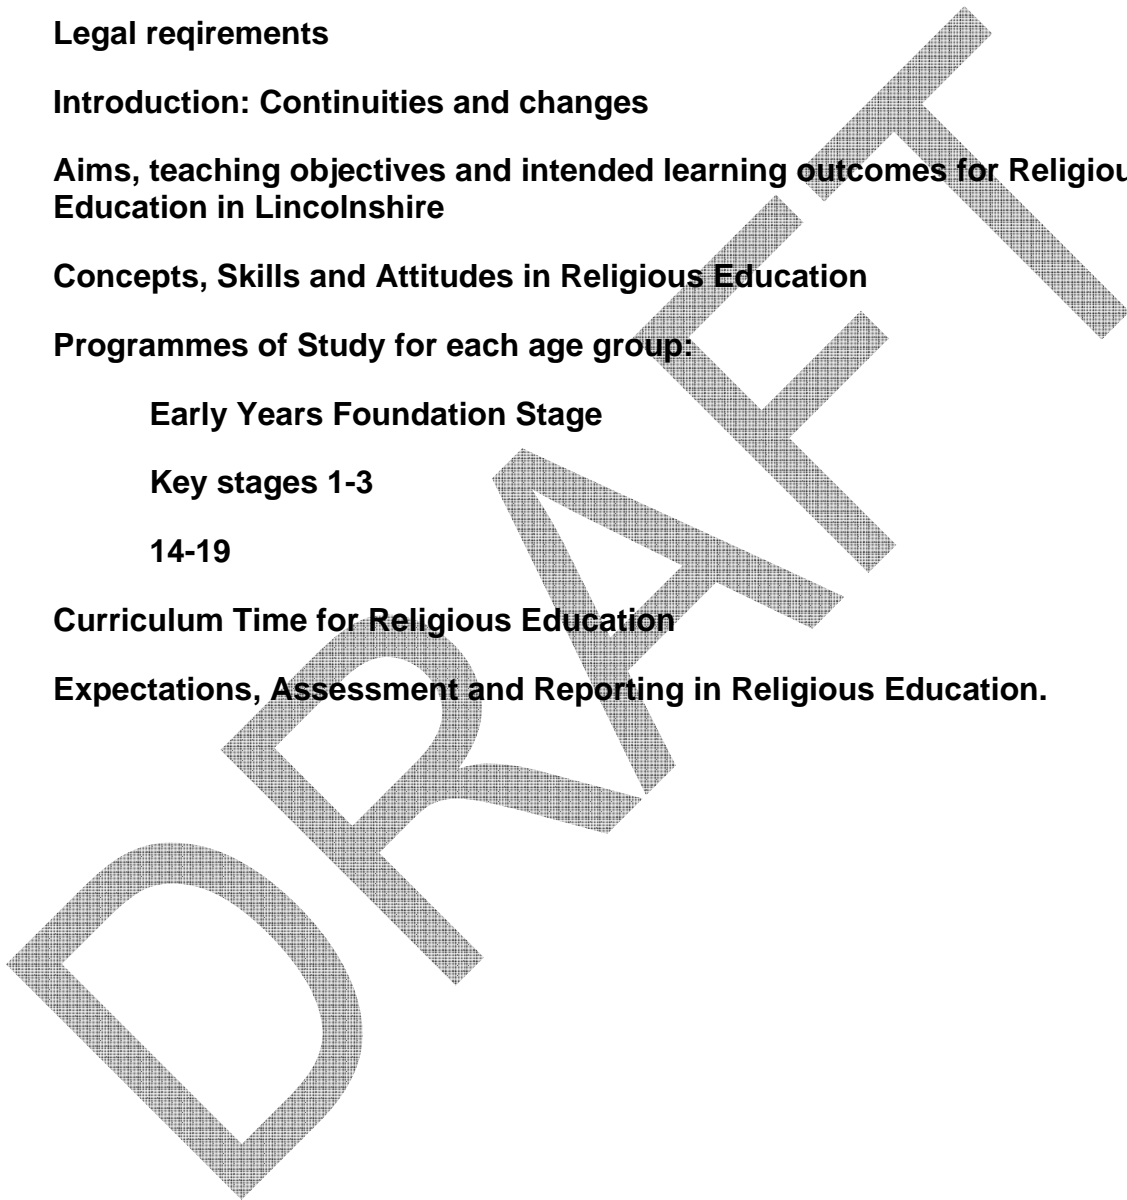 Legal reqirements
Introduction: Continuities and changes
Aims, teaching objectives and intended learning outcomes for Religiou
Education in Lincolnshire
Concepts, Skills and Attitudes in Religious Education
Programmes of Study for each age group:
Early Years Foundation Stage
Key stages 1-3
14-19
Curriculum Time for Religious Education
Expectations, Assessment and Reporting in Religious Education.
DRAFT